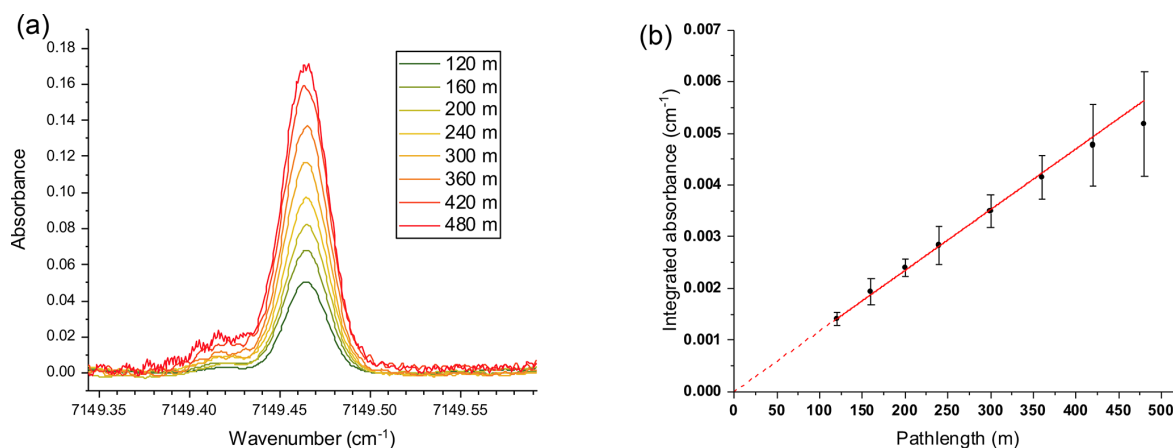 (a)
0.18
0.16
0.14
0.12
0.10
0.08
0.06
0.04
0.02
0.00
Absorbance
120 m
160 m
200 m
240 m
300 m
360 m
420 m
480 m
7149.35
7149.40
7149.45
7149.50
7149.55
Wavenumber (cm⁻¹)
(b)
0.007
0.006
0.005
0.004
0.003
0.002
0.001
0.000
Integrated absorbance (cm⁻¹)
0
50
100
150
200
250
300
350
400
450
500
Pathlength (m)